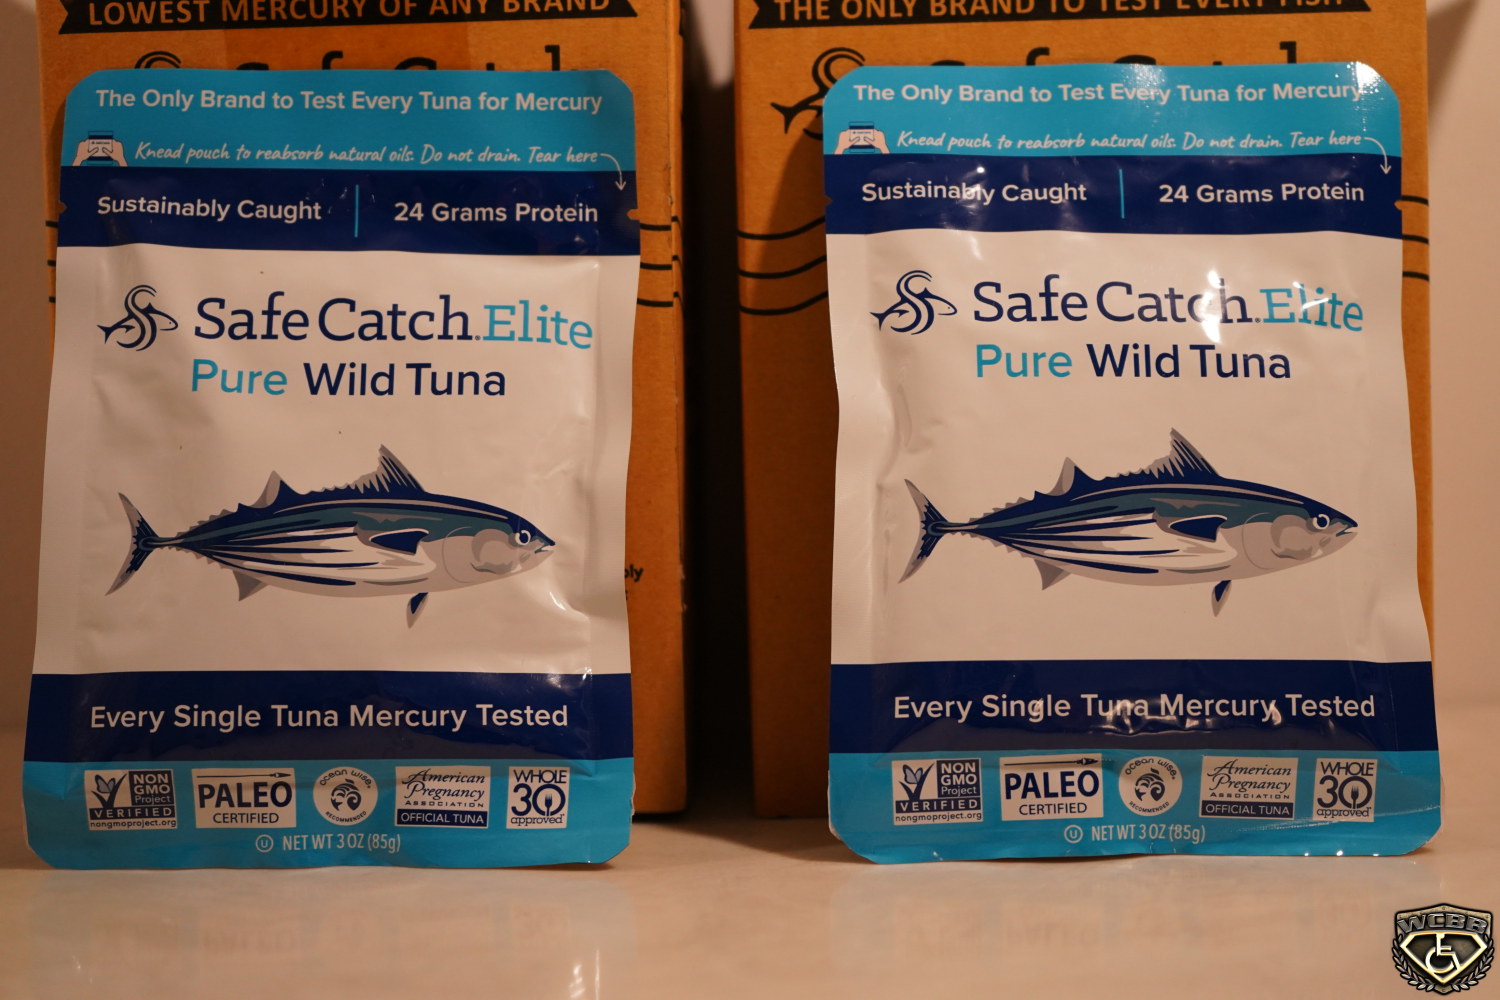 LOWEST MERCURY OF ANY BRAND
The Only Brand to Test Every Tuna for Mercury
Knead pouch to reabsorb natural oils. Do not drain. Tear here
Sustainably Caught
24 Grams Protein
Safe Catch. Elite
Pure Wild Tuna
Every Single Tuna Mercury Tested
NON
GMO
Project
VERIFIED
nongmoproject.org
PALEO
CERTIFIED
OCEAN WISE.
RECOMMENDED
American
Pregnancy
ASSOCIATION
OFFICIAL TUNA
WHOLE
30
approved
U NET WT 3 OZ (85g)
THE ONLY BRAND TO TEST EVERY FISH
The Only Brand to Test Every Tuna for Mercury
Knead pouch to reabsorb natural oils. Do not drain. Tear here
Sustainably Caught
24 Grams Protein
Safe Catch. Elite
Pure Wild Tuna
Every Single Tuna Mercury Tested
NON
GMO
Project
VERIFIED
nongmoproject.org
PALEO
CERTIFIED
OCEAN WISE.
RECOMMENDED
American
Pregnancy
ASSOCIATION
OFFICIAL TUNA
WHOLE
30
approved
U NET WT 3 OZ (85g)
WCBB